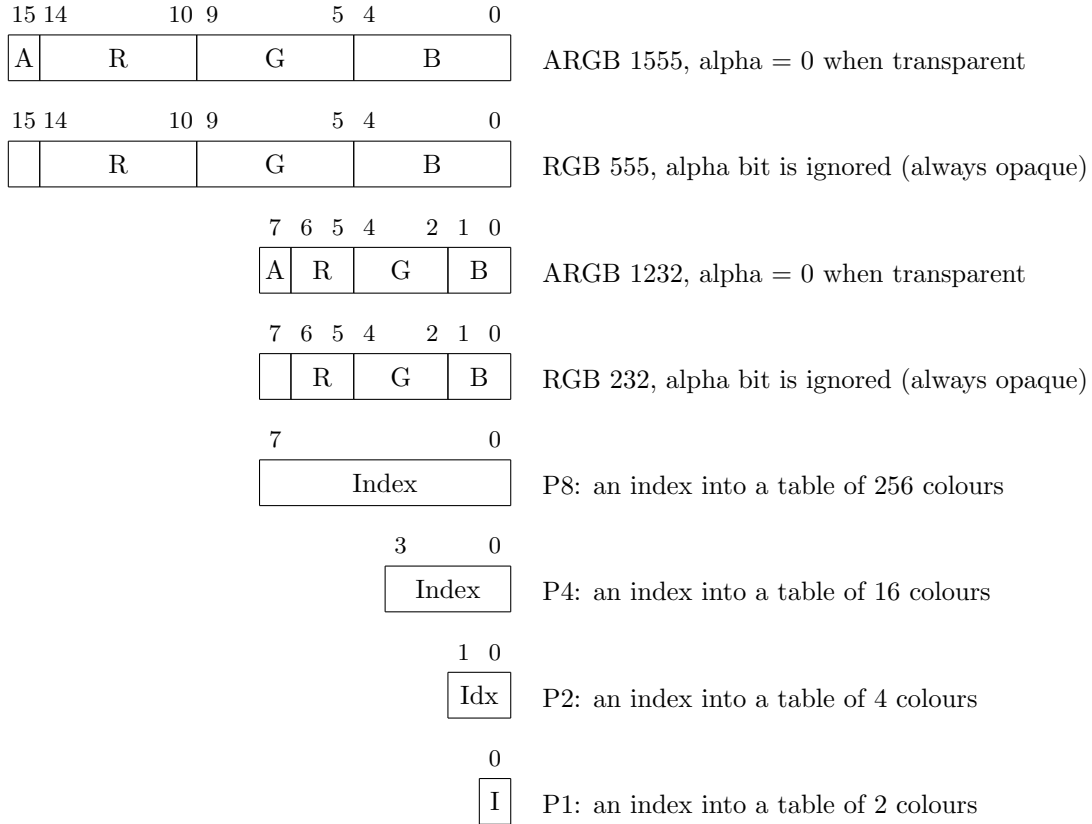 15 14 10 9 5 4 0
A R G B ARGB 1555, alpha = 0 when transparent
15 14 10 9 5 4 0
R G B RGB 555, alpha bit is ignored (always opaque)
7 6 5 4 2 1 0
A R G B ARGB 1232, alpha = 0 when transparent
7 6 5 4 2 1 0
R G B RGB 232, alpha bit is ignored (always opaque)
7 0
Index P8: an index into a table of 256 colours
3 0
Index P4: an index into a table of 16 colours
1 0
Idx P2: an index into a table of 4 colours
0
I P1: an index into a table of 2 colours